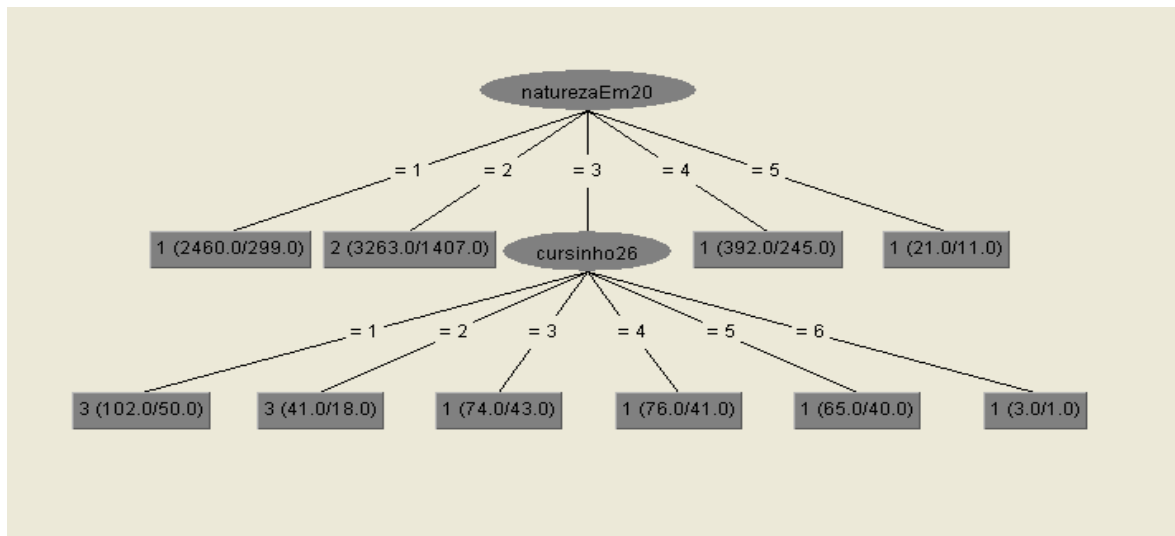 naturezaEm20
= 1 = 2 = 3 = 4 = 5
1 (2460.0/299.0) 2 (3263.0/1407.0) cursinho26 1 (392.0/245.0) 1 (21.0/11.0)
= 1 = 2 = 3 = 4 = 5 = 6
3 (102.0/50.0) 3 (41.0/18.0) 1 (74.0/43.0) 1 (76.0/41.0) 1 (65.0/40.0) 1 (3.0/1.0)